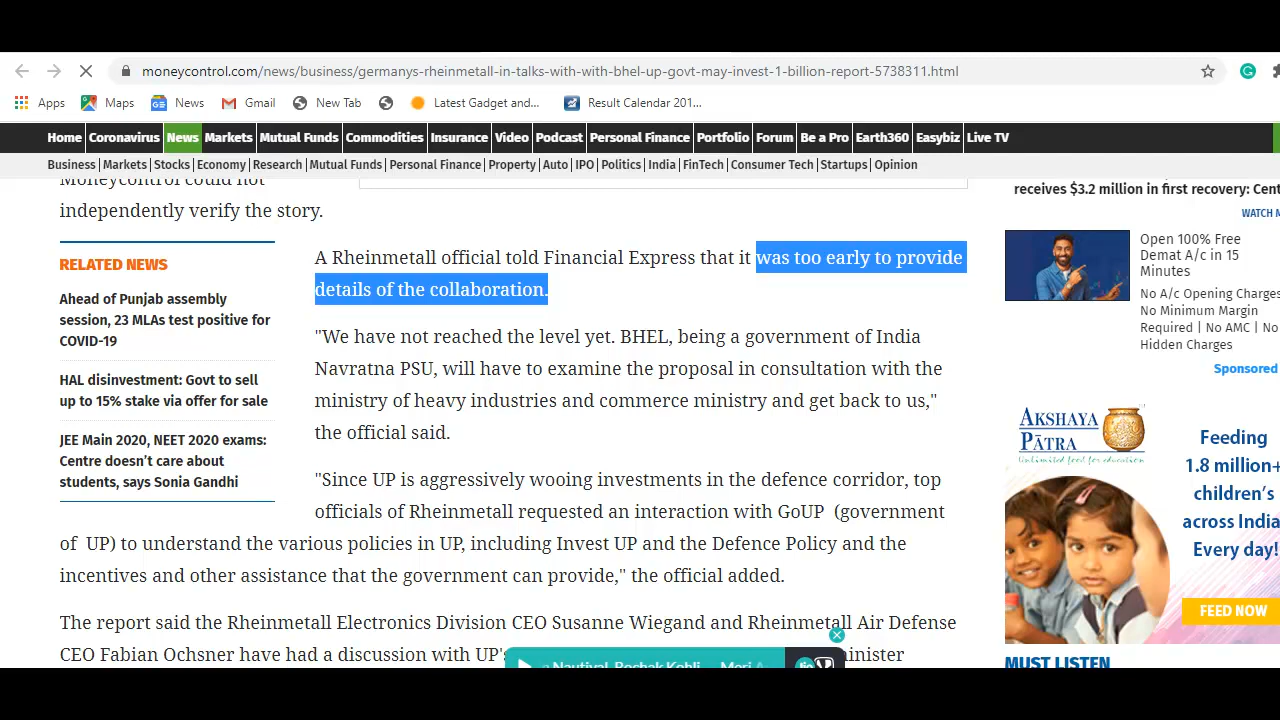 moneycontrol.com/news/business/germanys-rheinmetall-in-talks-with-with-bhel-up-govt-may-invest-1-billion-report-5738311.html
Apps Maps News Gmail New Tab Latest Gadget and... Result Calendar 201...
Home Coronavirus News Markets Mutual Funds Commodities Insurance Video Podcast Personal Finance Portfolio Forum Be a Pro Earth360 Easybiz Live TV
Business | Markets | Stocks | Economy | Research | Mutual Funds | Personal Finance | Property | Auto | IPO | Politics | India | FinTech | Consumer Tech | Startups | Opinion
Moneycontrol could not
independently verify the story.
RELATED NEWS
Ahead of Punjab assembly
session, 23 MLAs test positive for
COVID-19
HAL disinvestment: Govt to sell
up to 15% stake via offer for sale
JEE Main 2020, NEET 2020 exams:
Centre doesn't care about
students, says Sonia Gandhi
A Rheinmetall official told Financial Express that it was too early to provide
details of the collaboration.
"We have not reached the level yet. BHEL, being a government of India
Navratna PSU, will have to examine the proposal in consultation with the
ministry of heavy industries and commerce ministry and get back to us,"
the official said.
"Since UP is aggressively wooing investments in the defence corridor, top
officials of Rheinmetall requested an interaction with GoUP (government
of UP) to understand the various policies in UP, including Invest UP and the Defence Policy and the
incentives and other assistance that the government can provide," the official added.
The report said the Rheinmetall Electronics Division CEO Susanne Wiegand and Rheinmetall Air Defense
CEO Fabian Ochsner have had a discussion with UP's
Nautiyal, Rochak Kohli
receives $3.2 million in first recovery: Cent
WATCH M
Open 100% Free
Demat A/c in 15
Minutes
No A/c Opening Charges
No Minimum Margin
Required | No AMC | No
Hidden Charges
Sponsored
AKSHAYA
PATRA
unlimited food for education
Feeding
1.8 million+
children's
across India
Every day!
FEED NOW
MUST LISTEN